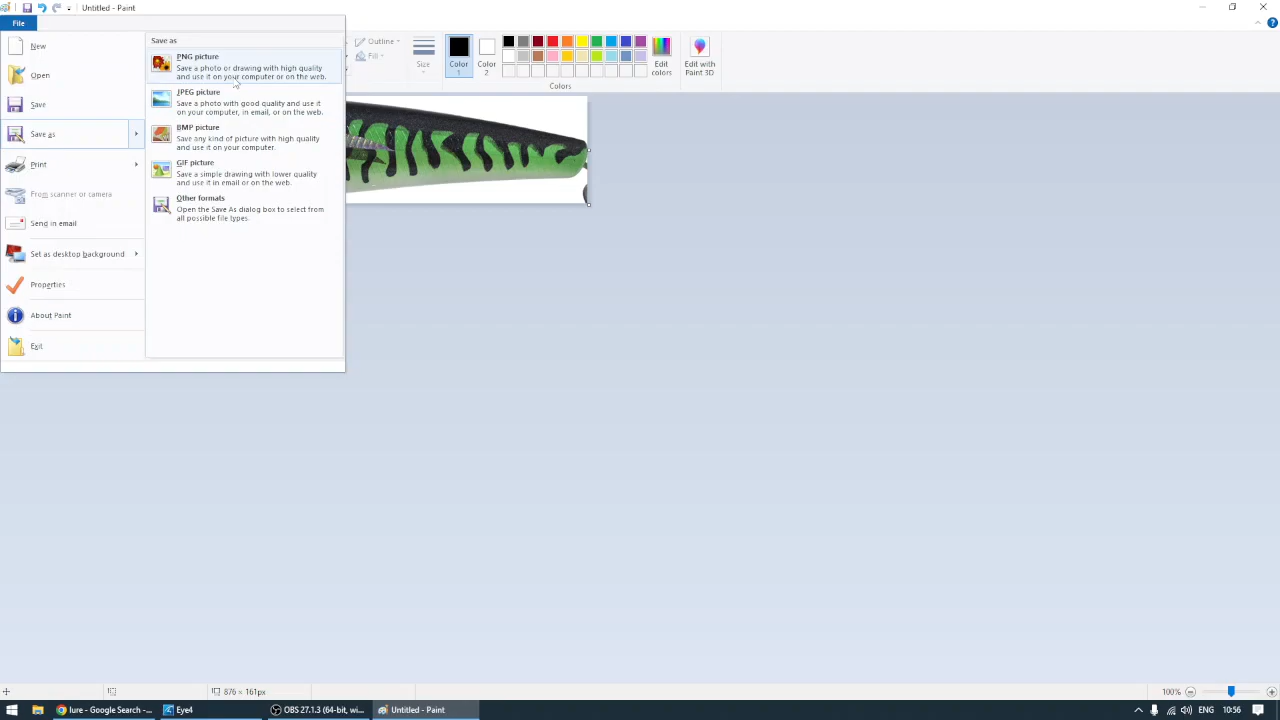 Untitled - Paint
File
New
Open
Save
Save as
Print
From scanner or camera
Send in email
Set as desktop background
Properties
About Paint
Exit
Save as
PNG picture
Save a photo or drawing with high quality
and use it on your computer or on the web.
JPEG picture
Save a photo with good quality and use it
on your computer, in email, or on the web.
BMP picture
Save any kind of picture with high quality
and use it on your computer.
GIF picture
Save a simple drawing with lower quality
and use it in email or on the web.
Other formats
Open the Save As dialog box to select from
all possible file types.
Outline
Fill
Size
Color
1
Color
2
Edit
colors
Edit with
Paint 3D
Colors
876 × 161px
100%
lure - Google Search -...
Eye4
OBS 27.1.3 (64-bit, wi...
Untitled - Paint
ENG
10:56